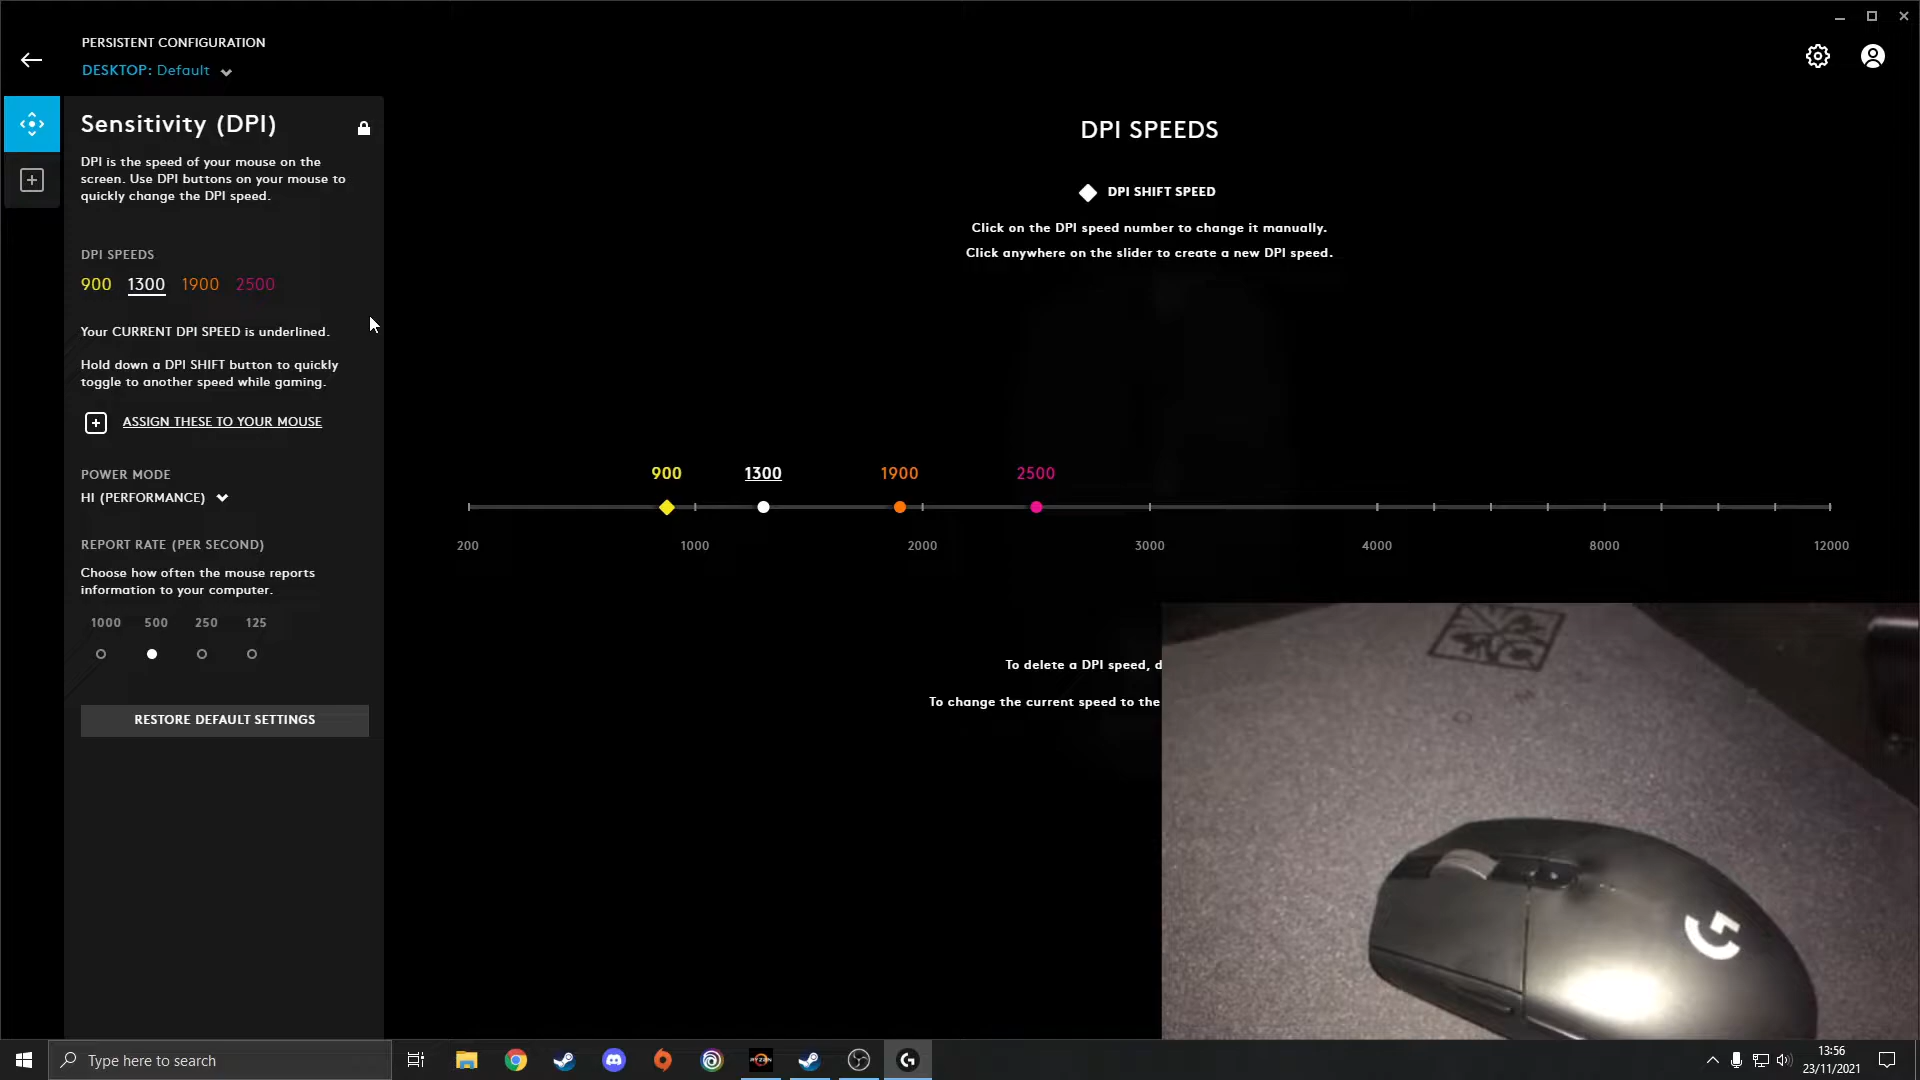 PERSISTENT CONFIGURATION
DESKTOP: Default
Sensitivity (DPI)
DPI is the speed of your mouse on the
screen. Use DPI buttons on your mouse to
quickly change the DPI speed.
DPI SPEEDS
900 1300 1900 2500
Your CURRENT DPI SPEED is underlined.
Hold down a DPI SHIFT button to quickly
toggle to another speed while gaming.
ASSIGN THESE TO YOUR MOUSE
POWER MODE
HI (PERFORMANCE)
REPORT RATE (PER SECOND)
Choose how often the mouse reports
information to your computer.
1000 500 250 125
RESTORE DEFAULT SETTINGS
DPI SPEEDS
DPI SHIFT SPEED
Click on the DPI speed number to change it manually.
Click anywhere on the slider to create a new DPI speed.
900 1300 1900 2500
200 1000 2000 3000 4000 8000 12000
To delete a DPI speed, d
To change the current speed to the
Type here to search
RYZEN
13:56
23/11/2021